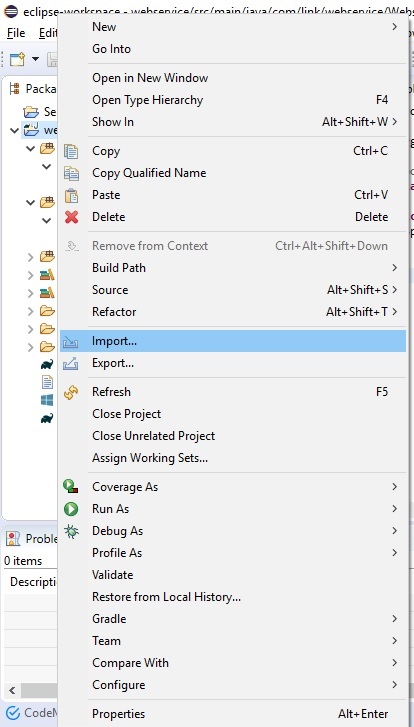 eclipse-workspace - webservice/src/main/java/com/link/webservice/Webs
File
New
Go Into
Open in New Window
Open Type Hierarchy F4
Show In Alt+Shift+W
Packa
Se
we
Copy Ctrl+C
Copy Qualified Name
Paste Ctrl+V
Delete Delete
Remove from Context Ctrl+Alt+Shift+Down
Build Path
Source Alt+Shift+S
Refactor Alt+Shift+T
Import...
Export...
Refresh F5
Close Project
Close Unrelated Project
Assign Working Sets...
Coverage As
Run As
Debug As
Proble
Profile As
0 items
Validate
Descripti
Restore from Local History...
Gradle
Team
Compare With
Configure
CodeM
Properties Alt+Enter